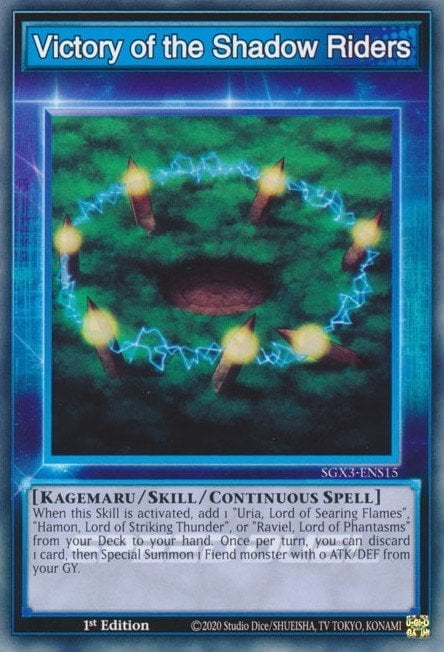 Victory of the Shadow Riders
SGX3-ENS15
[Kagemaru/Skill/Continuous Spell]
When this Skill is activated, add 1 "Uria, Lord of Searing Flames",
"Hamon, Lord of Striking Thunder", or "Raviel, Lord of Phantasms"
from your Deck to your hand. Once per turn, you can discard
1 card, then Special Summon 1 Fiend monster with 0 ATK/DEF from
your GY.
1st Edition
©2020 Studio Dice/SHUEISHA, TV TOKYO, KONAMI